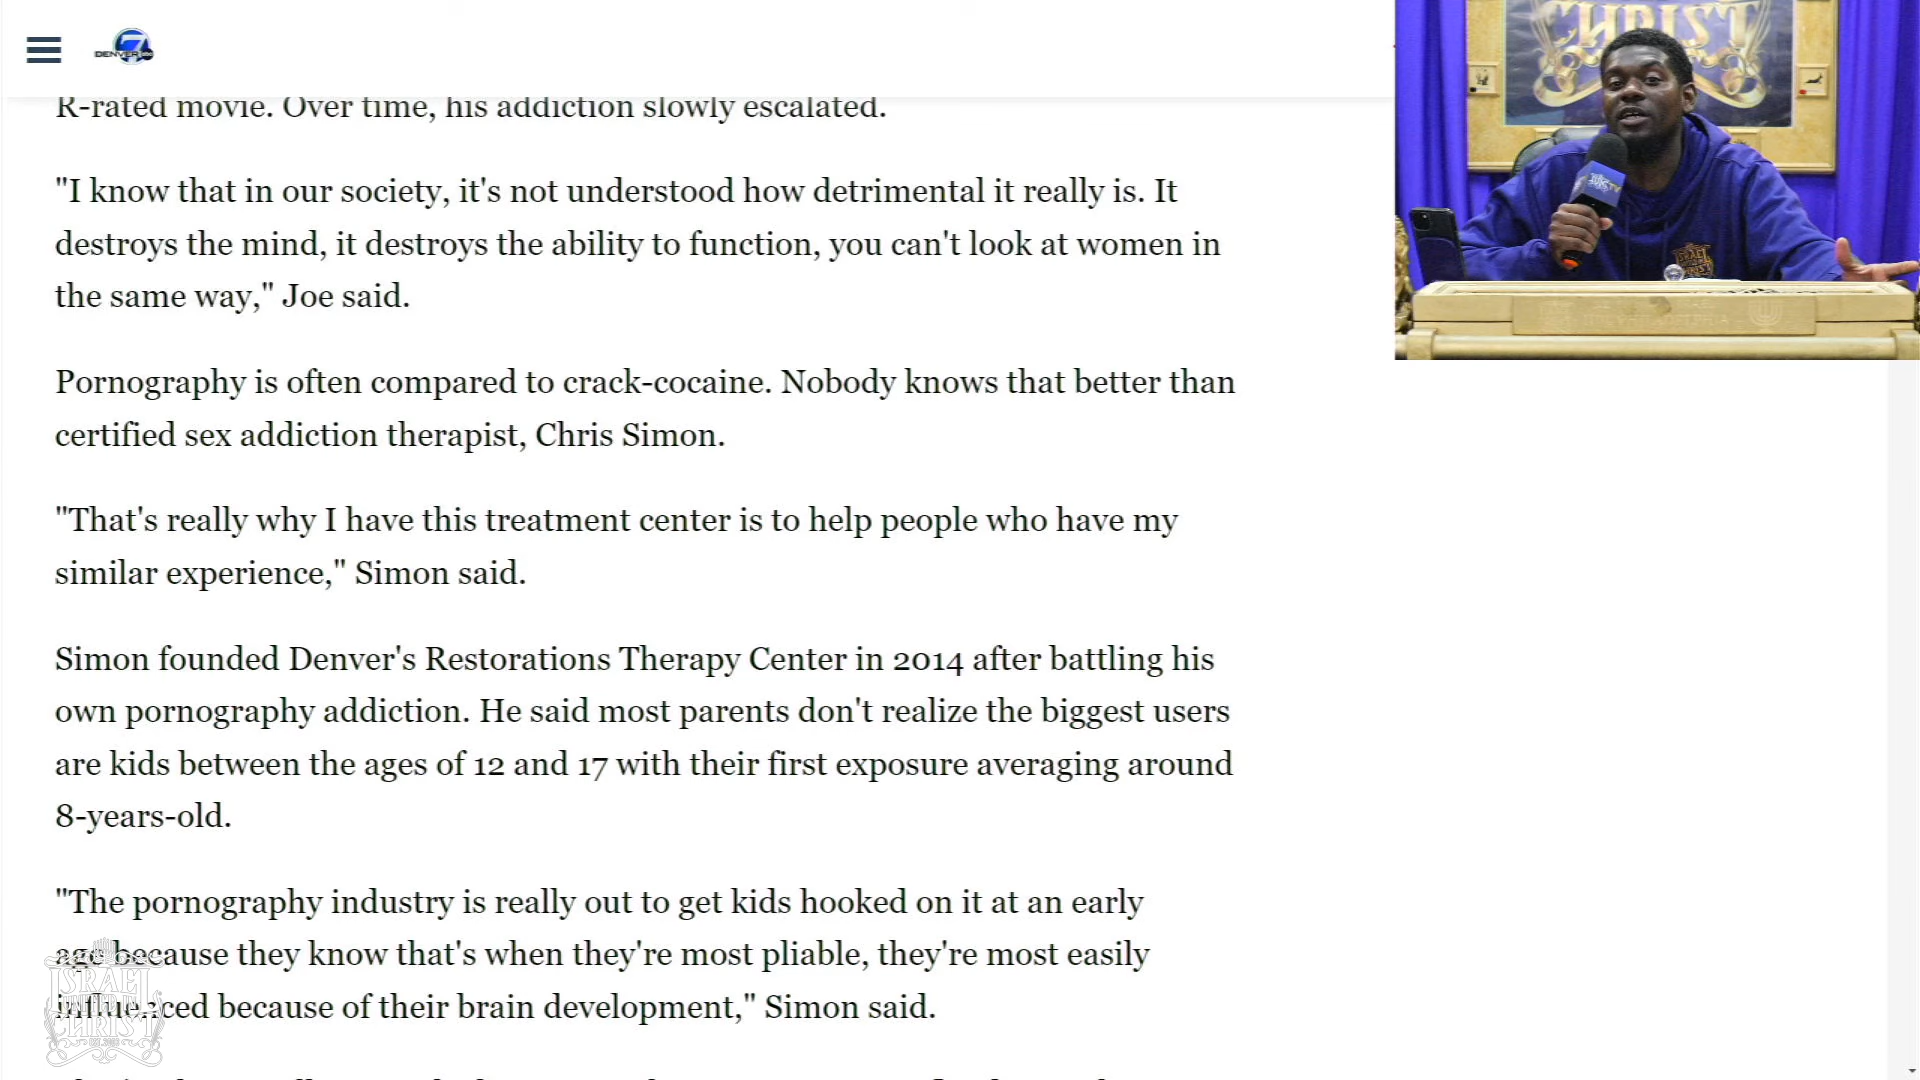 DENVER 7
R-rated movie. Over time, his addiction slowly escalated.
"I know that in our society, it's not understood how detrimental it really is. It
destroys the mind, it destroys the ability to function, you can't look at women in
the same way," Joe said.
Pornography is often compared to crack-cocaine. Nobody knows that better than
certified sex addiction therapist, Chris Simon.
"That's really why I have this treatment center is to help people who have my
similar experience," Simon said.
Simon founded Denver's Restorations Therapy Center in 2014 after battling his
own pornography addiction. He said most parents don't realize the biggest users
are kids between the ages of 12 and 17 with their first exposure averaging around
8-years-old.
"The pornography industry is really out to get kids hooked on it at an early
age because they know that's when they're most pliable, they're most easily
influenced because of their brain development," Simon said.
CHRIST
ISRAEL
UNITED IN
CHRIST